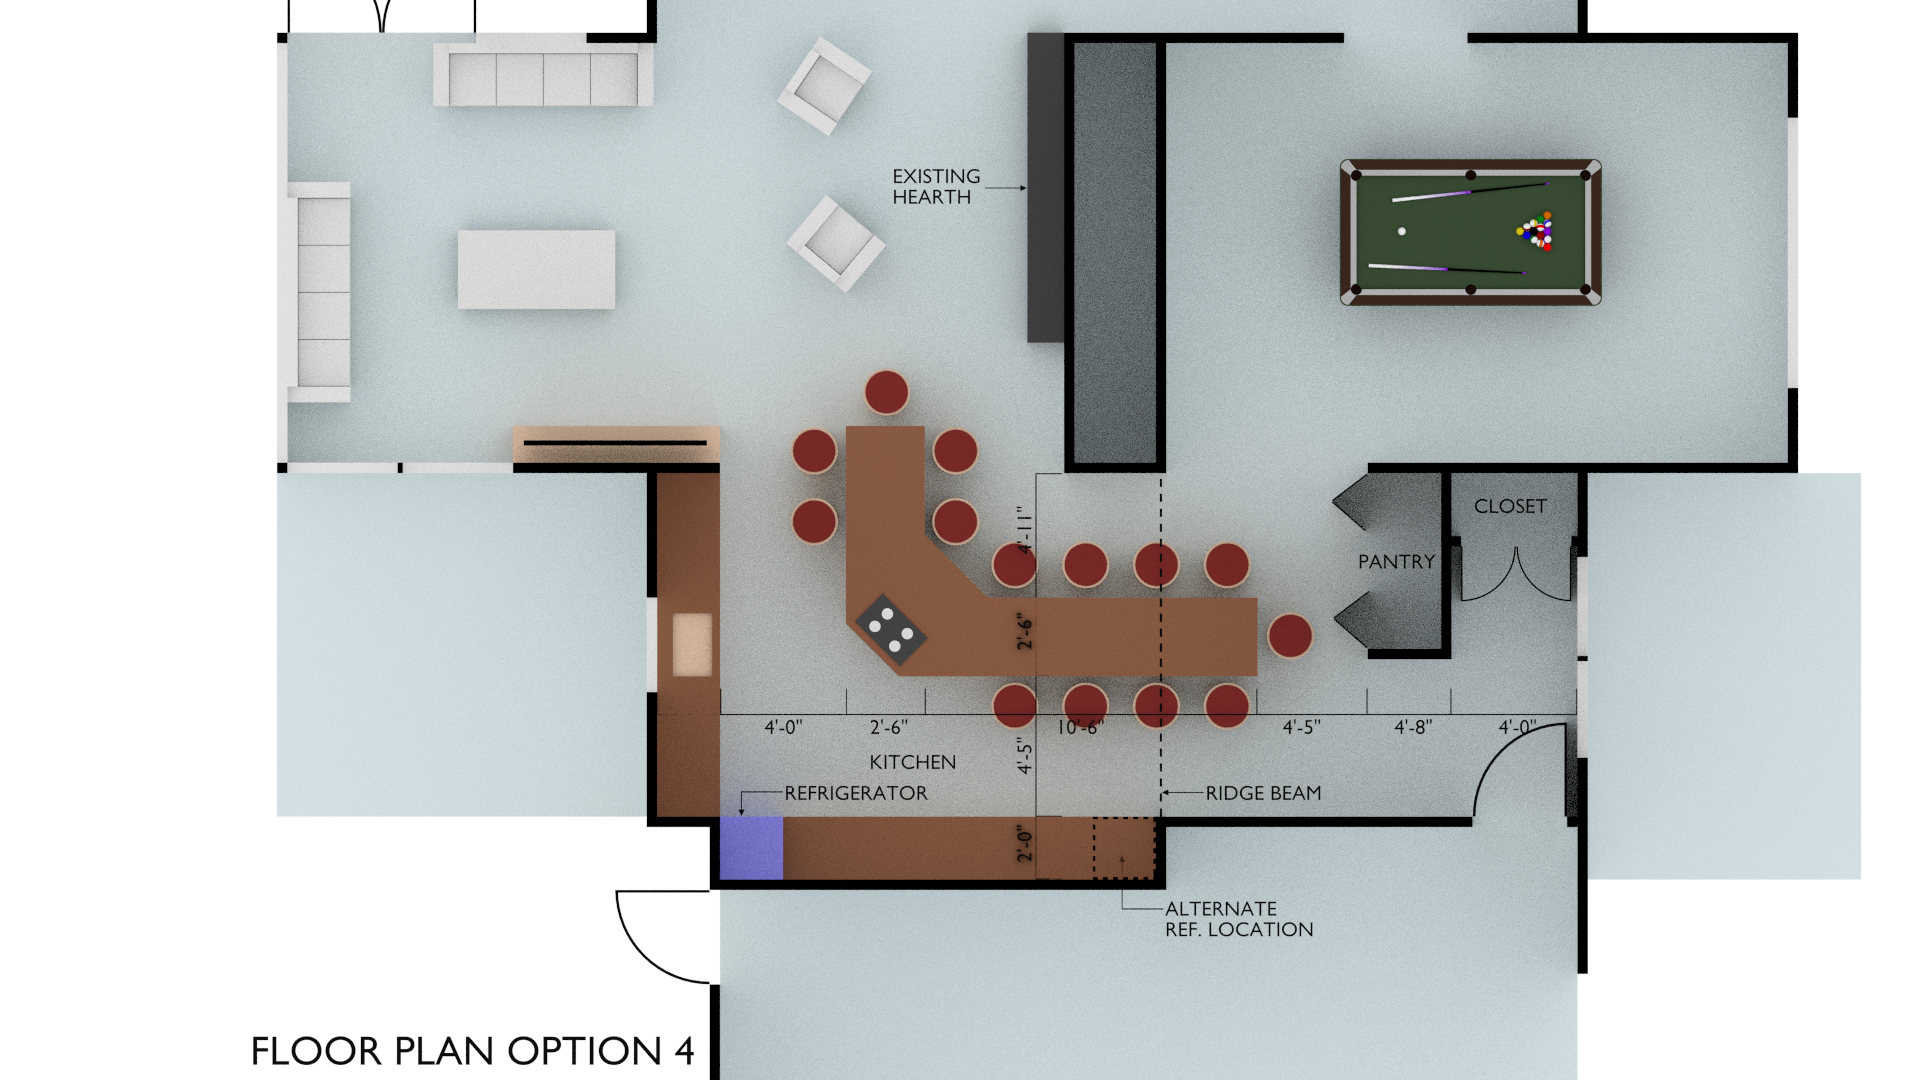 EXISTING
HEARTH
CLOSET
4'-11"
PANTRY
2'-6"
4'-0"
2'-6"
10'-6"
4'-5"
4'-8"
4'-0"
4'-5"
KITCHEN
REFRIGERATOR
RIDGE BEAM
2'-0"
ALTERNATE
REF. LOCATION
FLOOR PLAN OPTION 4